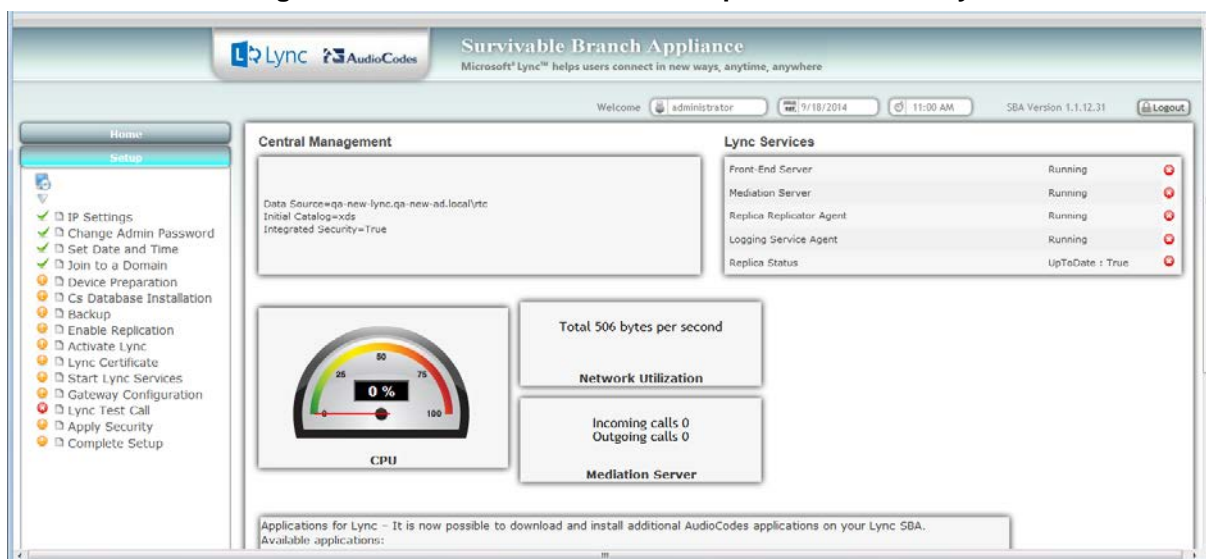 Lync AudioCodes
Survivable Branch Appliance
Microsoft® Lync™ helps users connect in new ways, anytime, anywhere
Welcome administrator 9/18/2014 11:00 AM SBA Version 1.1.12.31 Logout
Home
Setup
IP Settings
Change Admin Password
Set Date and Time
Join to a Domain
Device Preparation
Cs Database Installation
Backup
Enable Replication
Activate Lync
Lync Certificate
Start Lync Services
Gateway Configuration
Lync Test Call
Apply Security
Complete Setup
Central Management
Data Source=qa-new-lync.qa-new-ad.local\rtc
Initial Catalog=xds
Integrated Security=True
Lync Services
Front-End Server Running
Mediation Server Running
Replica Replicator Agent Running
Logging Service Agent Running
Replica Status UpToDate : True
0 25 50 75 100
0 %
CPU
Total 506 bytes per second
Network Utilization
Incoming calls 0
Outgoing calls 0
Mediation Server
Applications for Lync - It is now possible to download and install additional AudioCodes applications on your Lync SBA.
Available applications: